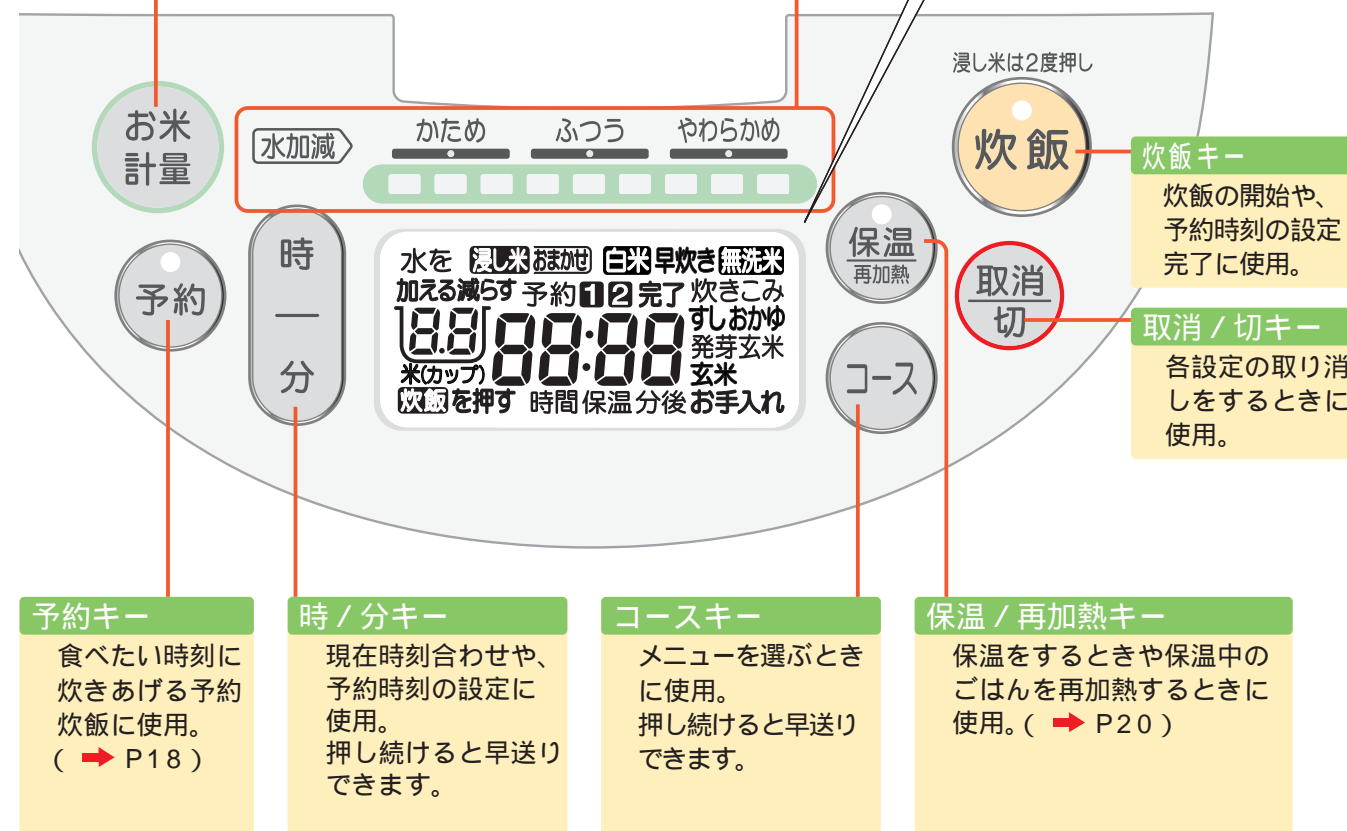 浸し米は2度押し
お米
計量
水加減
かため ふつう やわらかめ
炊飯
炊飯キー
炊飯の開始や、
予約時刻の設定
完了に使用。
予約
時
分
水を 浸し米 おまかせ 白米 早炊き 無洗米
加える減らす 予約 1 2 完了 炊きこみ
8.8 88:88 すしおかゆ
発芽玄米
米(カップ) 玄米
炊飯を押す 時間保温分後お手入れ
保温
再加熱
取消
切
コース
取消/切キー
各設定の取り消
しをするときに
使用。
予約キー
食べたい時刻に
炊きあげる予約
炊飯に使用。
(➡P18)
時/分キー
現在時刻合わせや、
予約時刻の設定に
使用。
押し続けると早送り
できます。
コースキー
メニューを選ぶとき
に使用。
押し続けると早送り
できます。
保温/再加熱キー
保温をするときや保温中の
ごはんを再加熱するときに
使用。(➡P20)